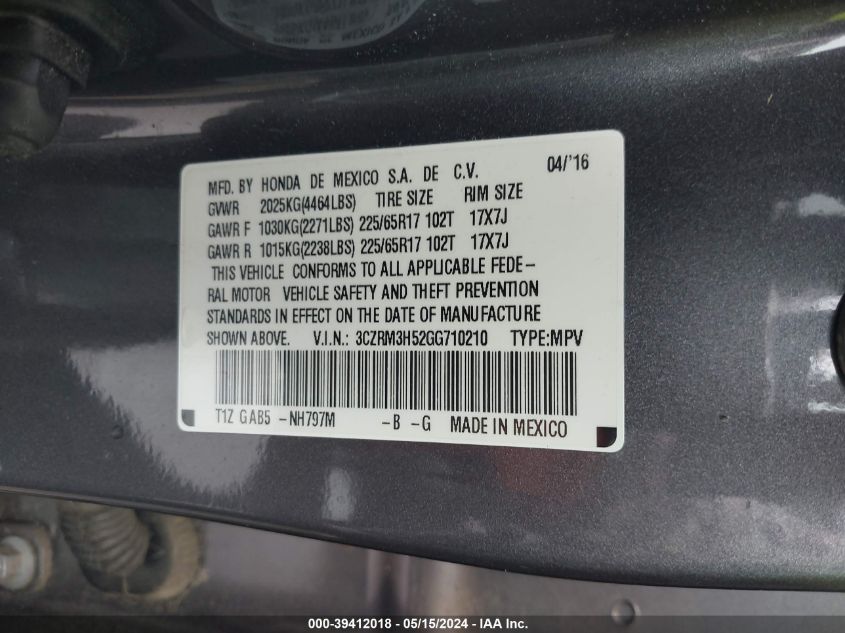 MEXICO
MFD. BY HONDA DE MEXICO S.A. DE C.V. 04/'16
GVWR 2025KG(4464LBS) TIRE SIZE RIM SIZE
GAWR F 1030KG(2271LBS) 225/65R17 102T 17X7J
GAWR R 1015KG(2238LBS) 225/65R17 102T 17X7J
THIS VEHICLE CONFORMS TO ALL APPLICABLE FEDE-
RAL MOTOR VEHICLE SAFETY AND THEFT PREVENTION
STANDARDS IN EFFECT ON THE DATE OF MANUFACTURE
SHOWN ABOVE. V.I.N.: 3CZRM3H52GG710210 TYPE:MPV
T1Z GAB5 -NH797M -B -G MADE IN MEXICO
000-39412018 - 05/15/2024 - IAA Inc.